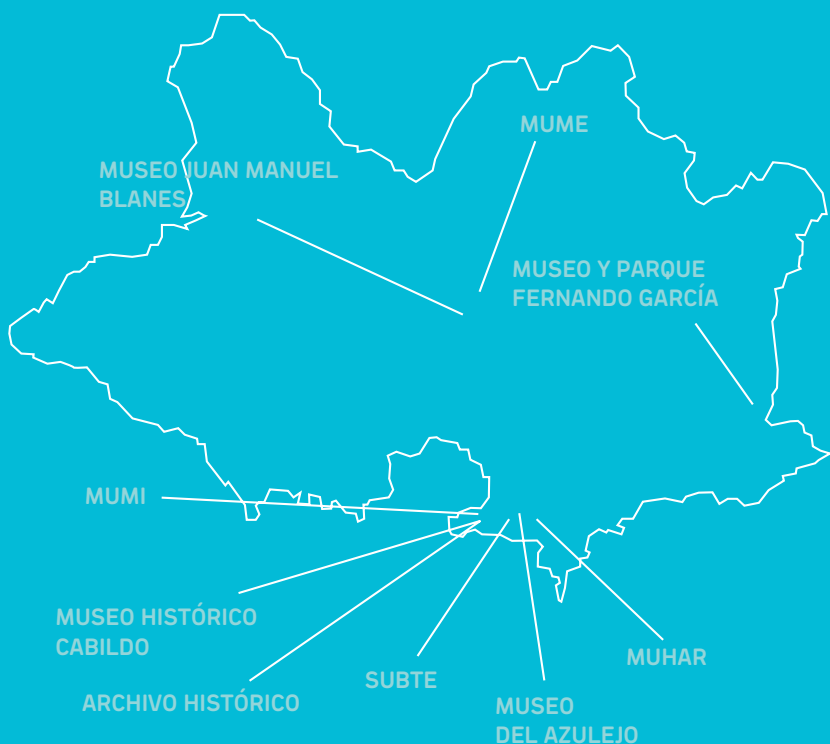 MUME
MUSEO JUAN MANUEL
BLANES
MUSEO Y PARQUE
FERNANDO GARCÍA
MUMI
MUSEO HISTÓRICO
CABILDO
ARCHIVO HISTÓRICO
SUBTE
MUHAR
MUSEO
DEL AZULEJO